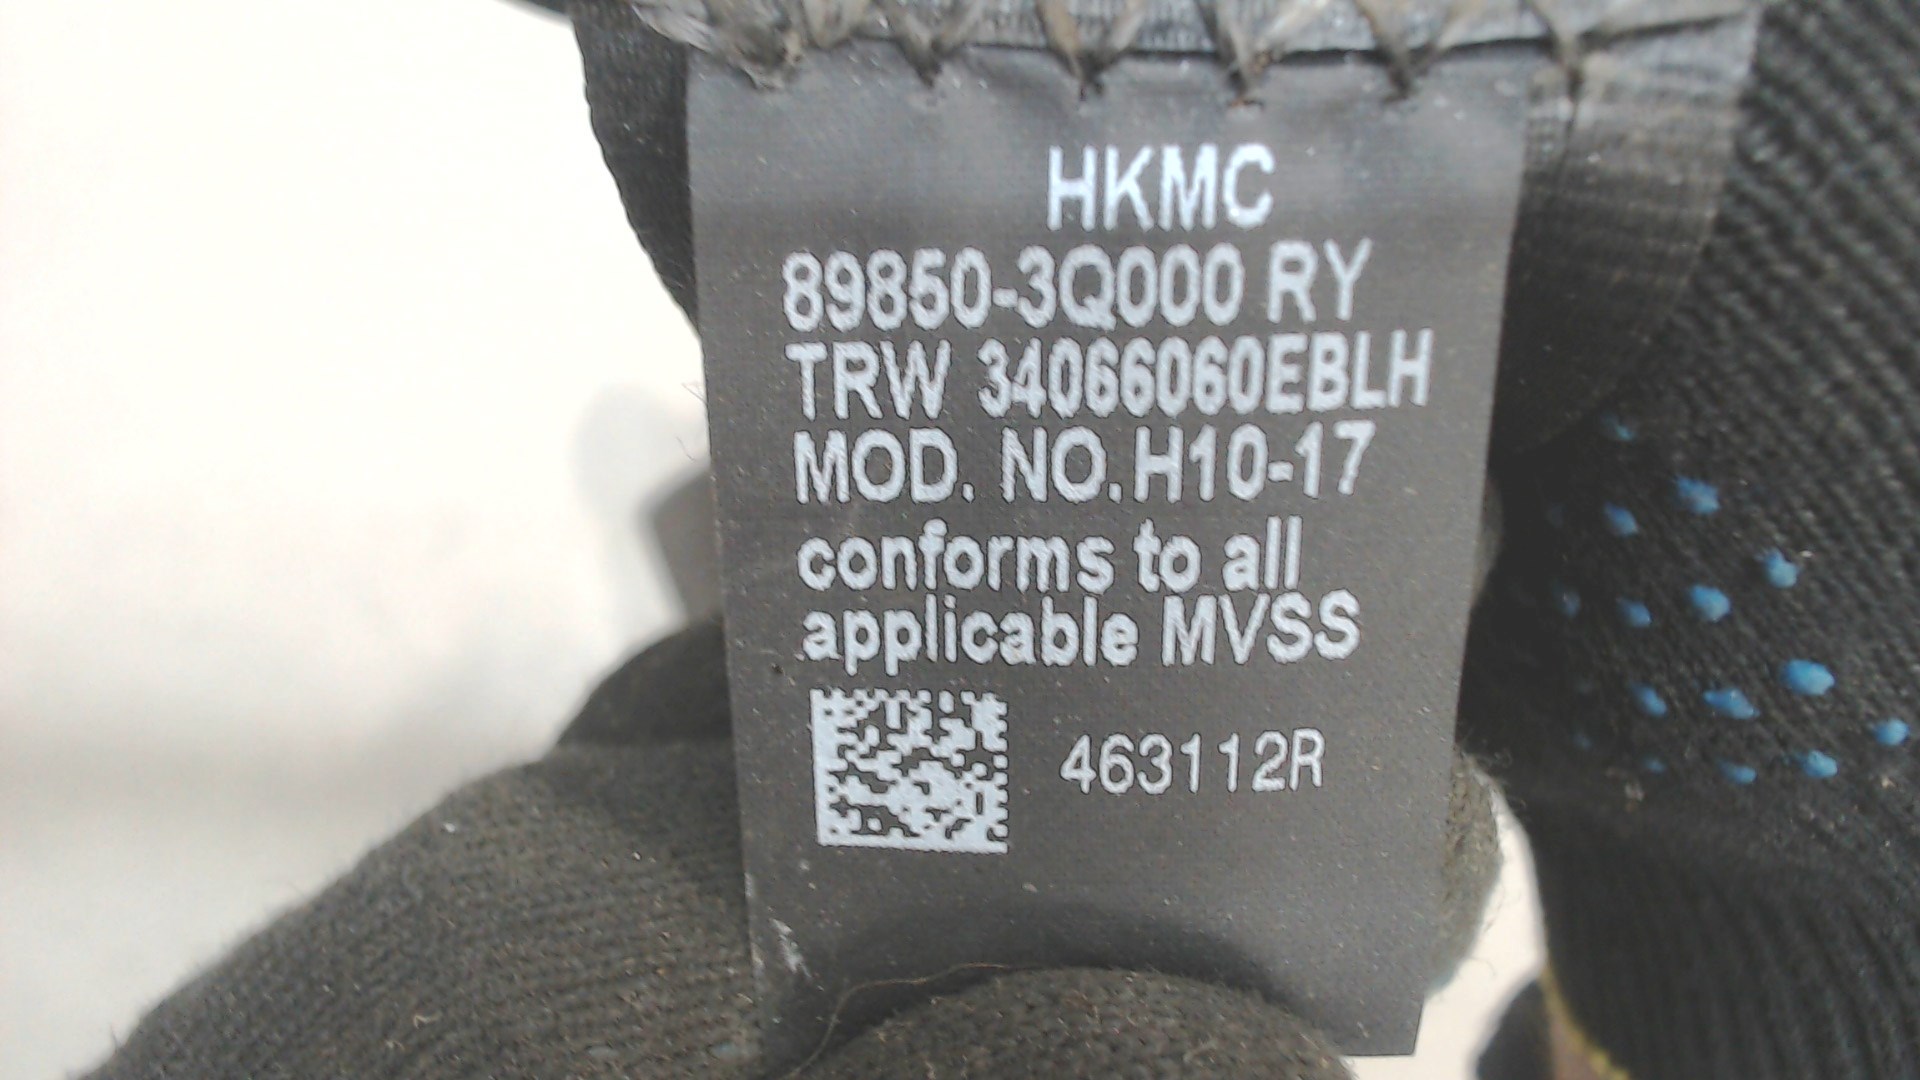 HKMC
89850-3Q000 RY
TRW 34066060EBLH
MOD. NO.H10-17
conforms to all
applicable MVSS
463112R